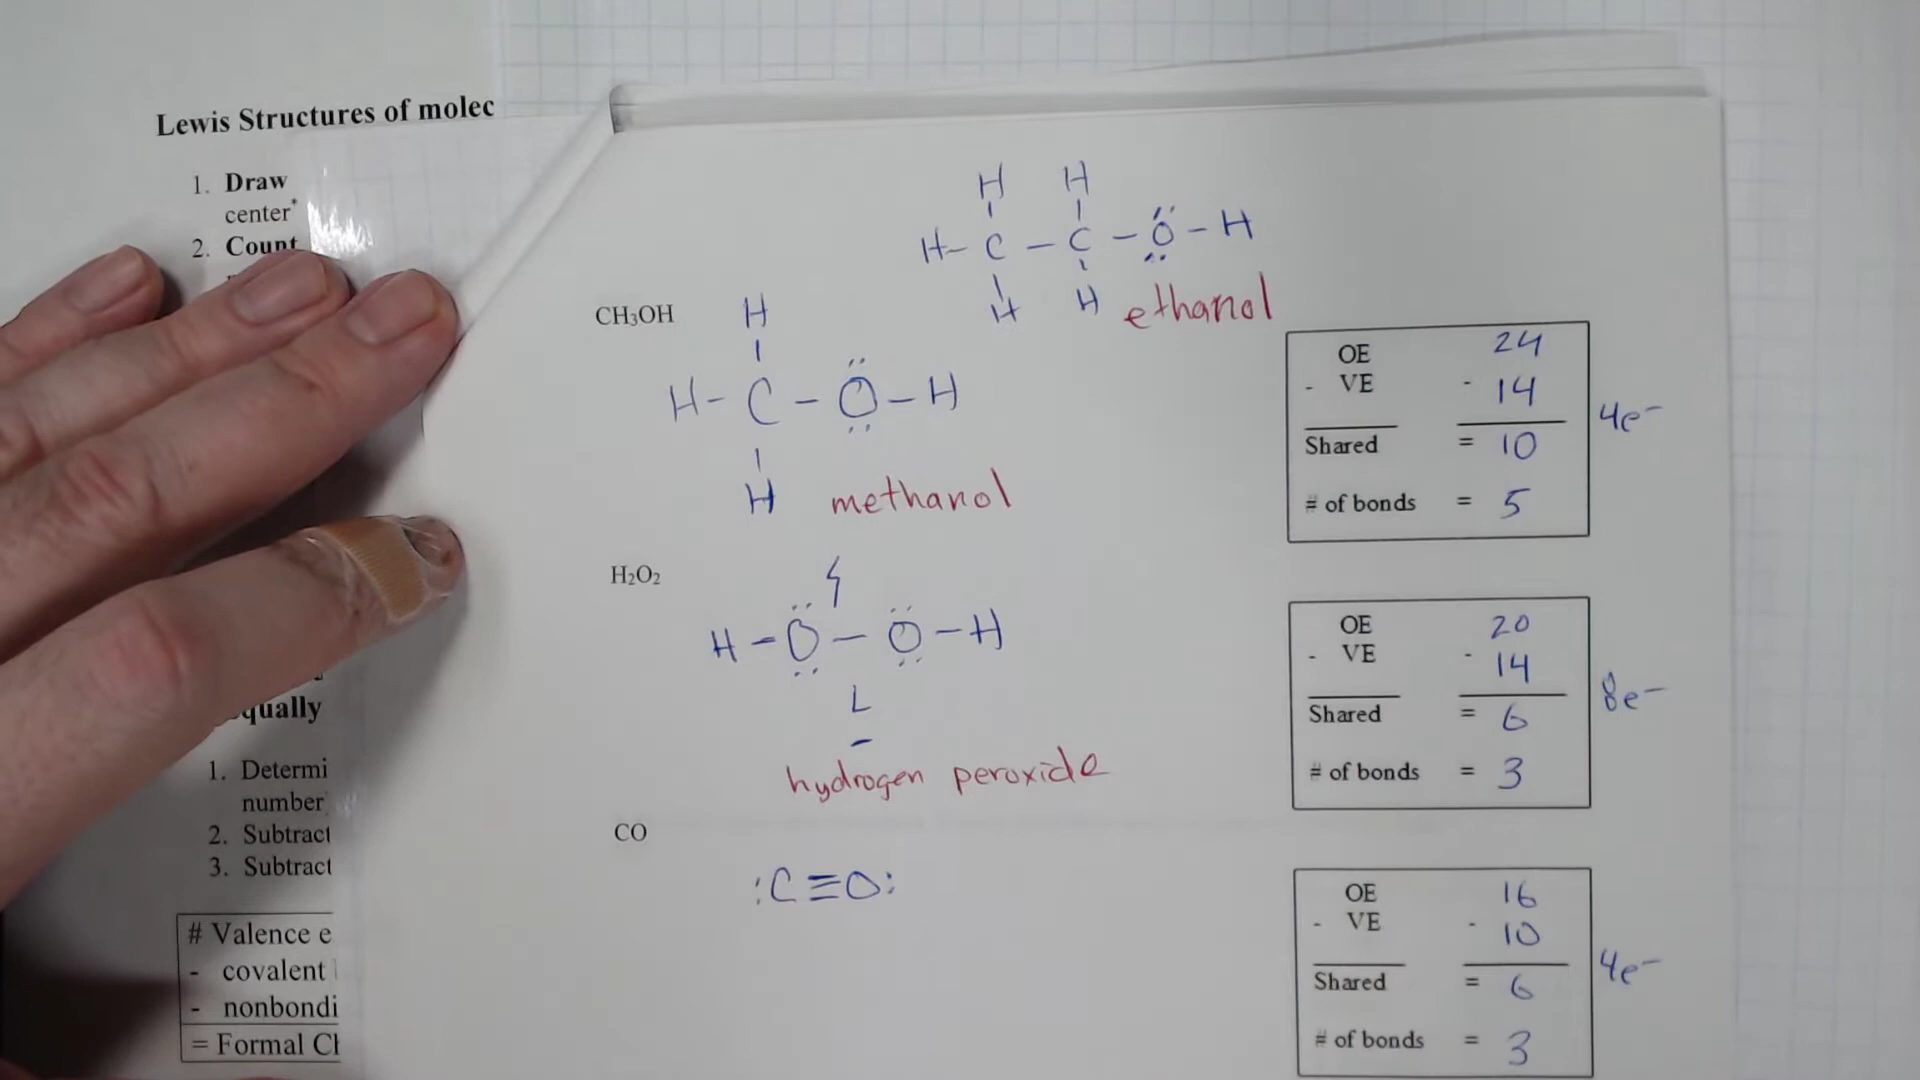 Lewis Structures of molec
1. Draw
center*
2. Count
qually
1. Determi
number
2. Subtract
3. Subtract
# Valence e
- covalent
- nonbondi
= Formal Ch
H H
H- C - C - O - H
H H ethanol
CH₃OH
H
H- C - O - H
H methanol
OE 24
- VE - 14
Shared = 10
# of bonds = 5
4e⁻
H₂O₂
H - O - O - H
hydrogen peroxide
OE 20
- VE - 14
Shared = 6
# of bonds = 3
8e⁻
CO
:C≡O:
OE 16
- VE - 10
Shared = 6
# of bonds = 3
4e⁻